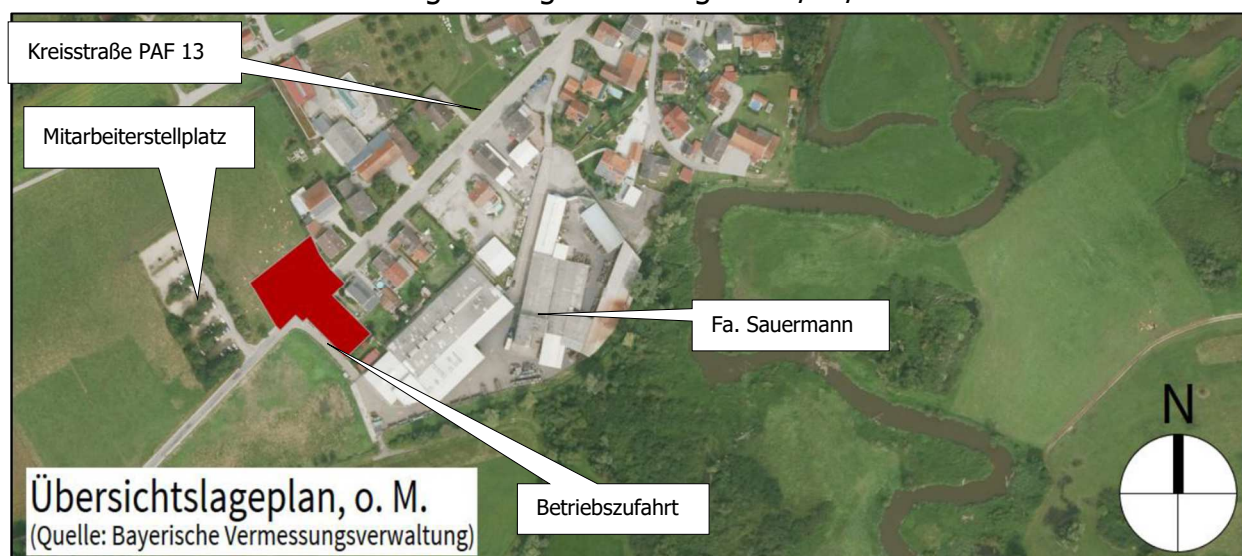 Kreisstraße PAF 13
Mitarbeiterstellplatz
Fa. Sauermann
N
Betriebszufahrt
Übersichtslageplan, o. M.
(Quelle: Bayerische Vermessungsverwaltung)